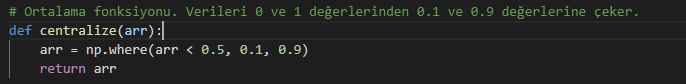 # Ortalama fonksiyonu. Verileri 0 ve 1 değerlerinden 0.1 ve 0.9 değerlerine çeker.
def centralize(arr):
    arr = np.where(arr < 0.5, 0.1, 0.9)
    return arr